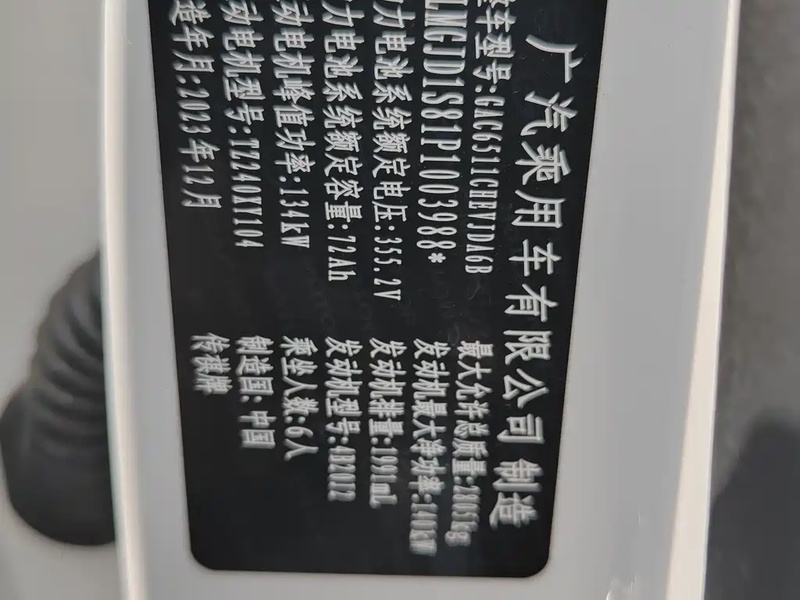 广汽乘用车有限公司 制造
整车型号:GAC6511CHEVJDA6B
最大允许总质量:2805kg
LMGJD1S81P1003988*
发动机最大净功率:140kW
力电池系统额定电压:355.2V
发动机排量:1991mL
力电池系统额定容量:72Ah
发动机型号:4B20J2
动电机峰值功率:134kW
乘坐人数:6人
动电机型号:TZ240XY104
制造国:中国
造年月:2023年12月
传祺牌